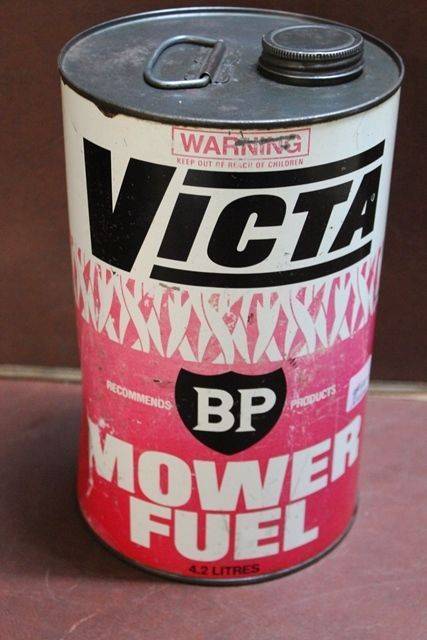 WARNING
KEEP OUT OF REACH OF CHILDREN
VICTA
RECOMMENDS BP PRODUCTS
MOWER
FUEL
4.2 LITRES